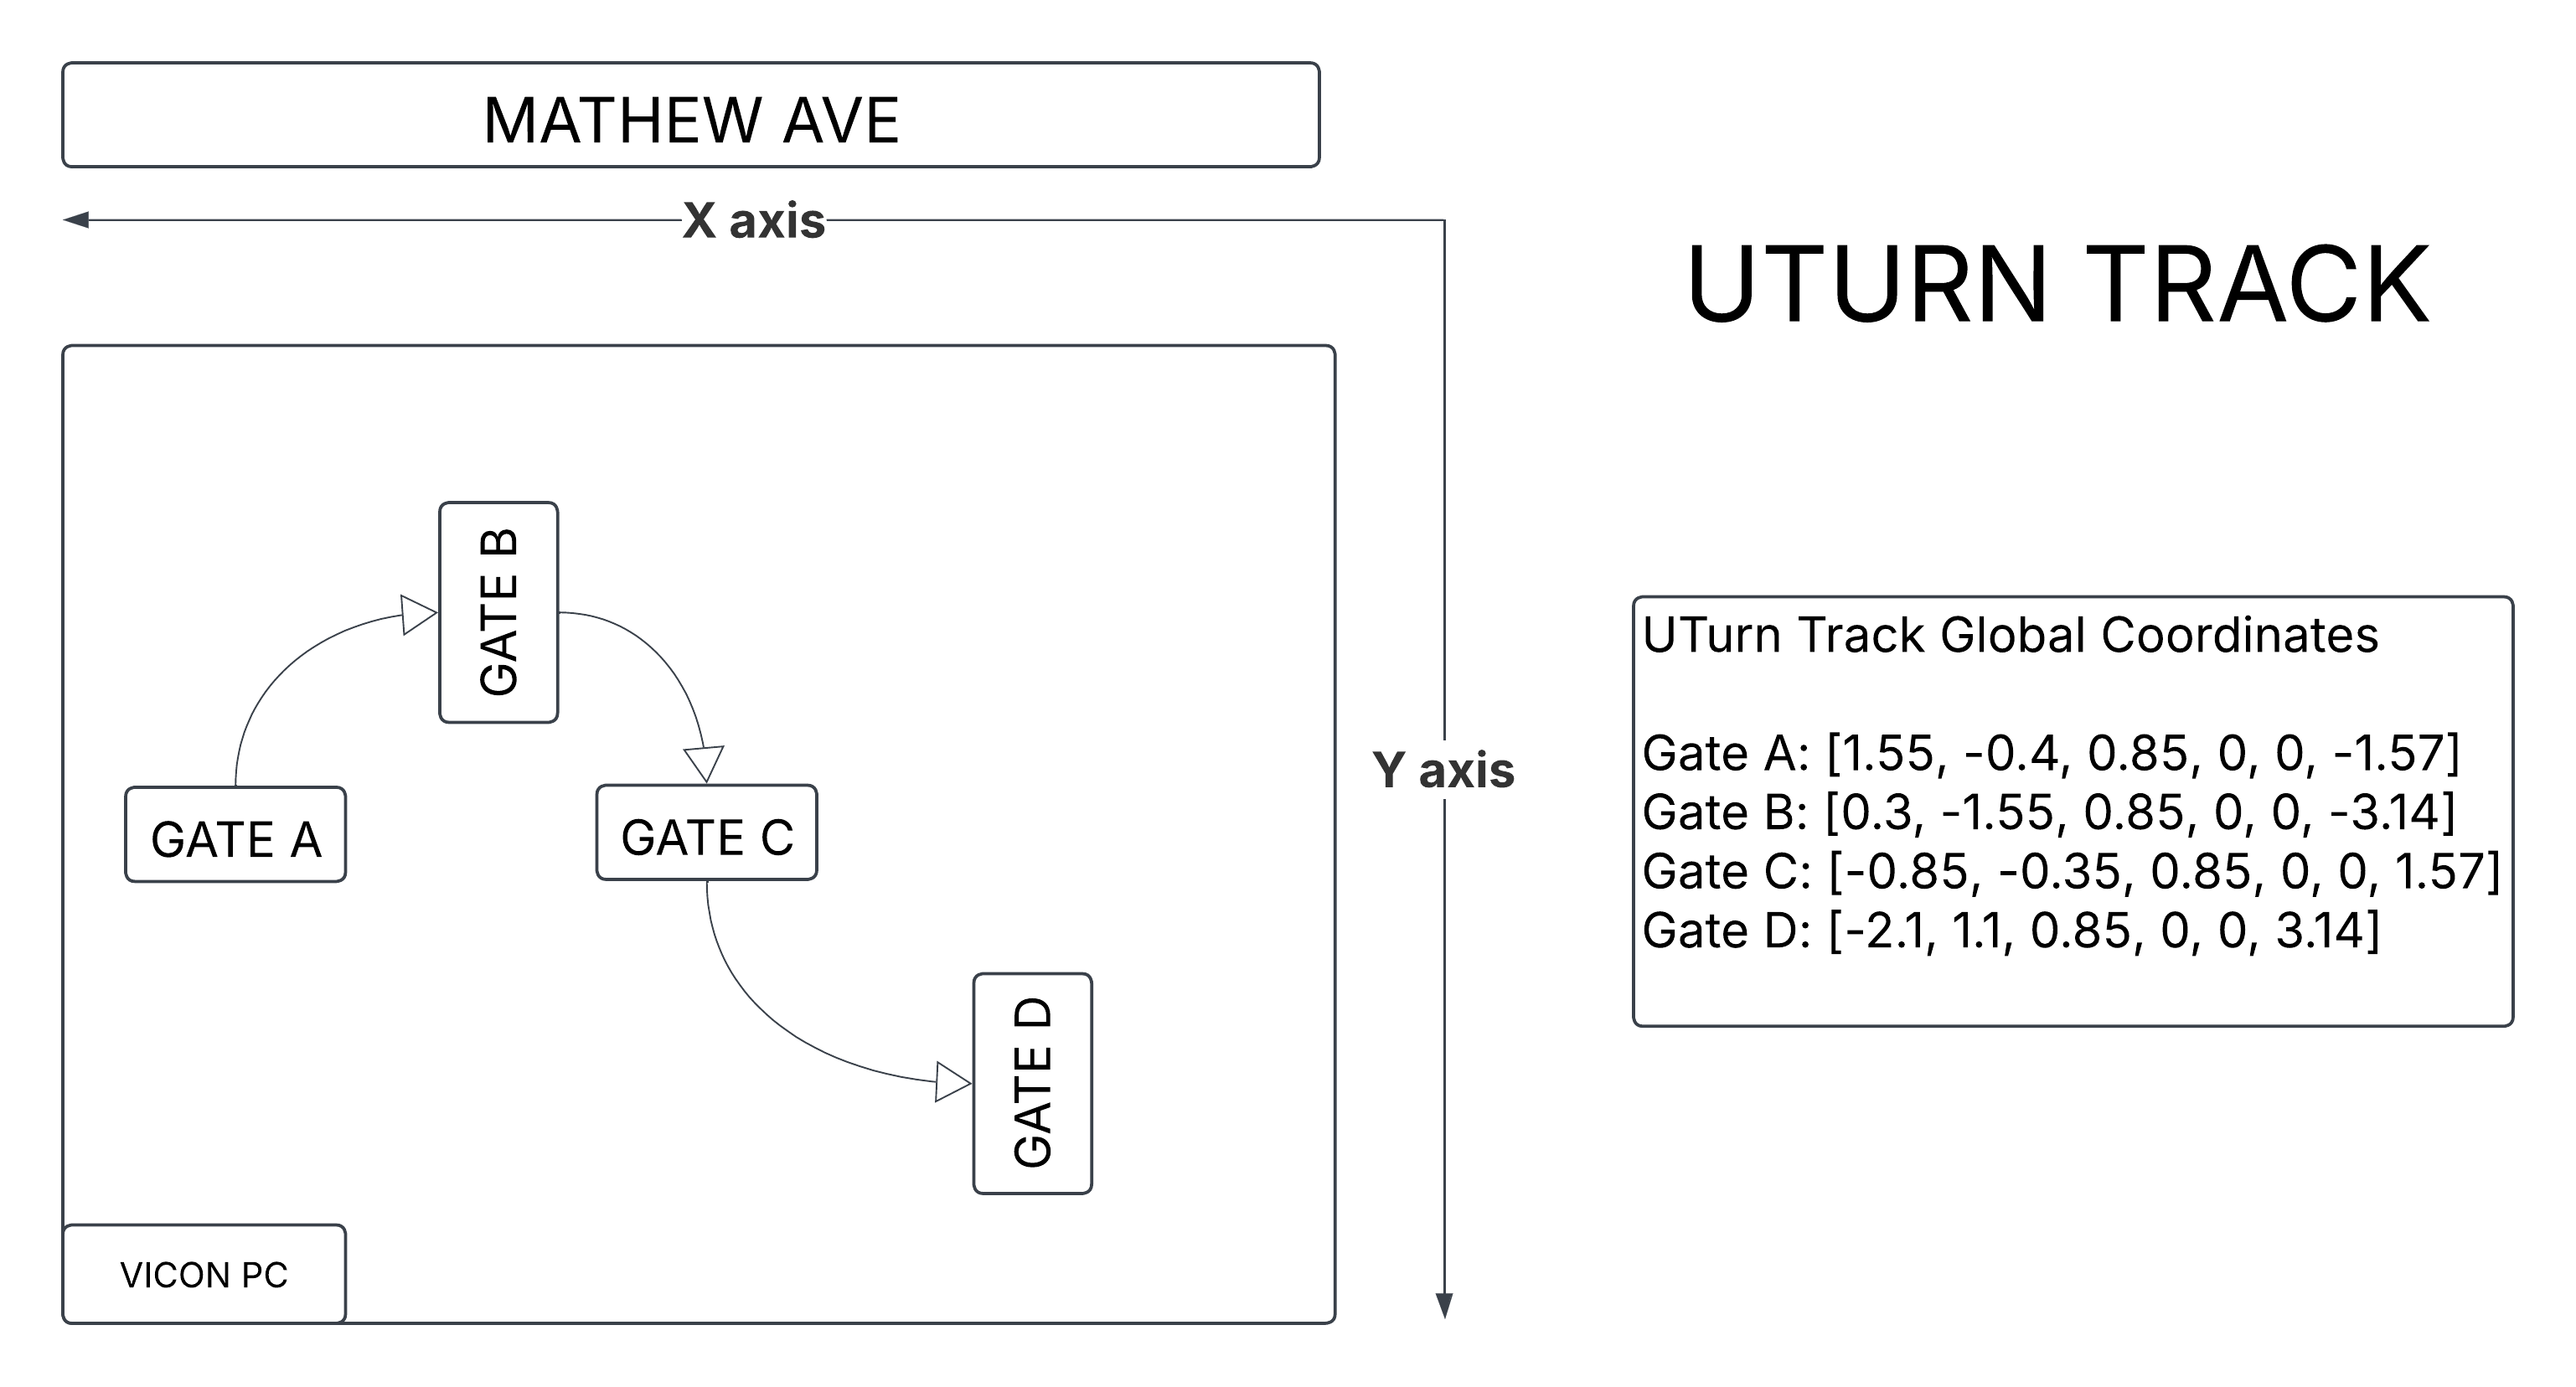 MATHEW AVE
X axis
UTURN TRACK
GATE B
UTurn Track Global Coordinates
Y axis
Gate A: [1.55, -0.4, 0.85, 0, 0, -1.57]
Gate B: [0.3, -1.55, 0.85, 0, 0, -3.14]
Gate C: [-0.85, -0.35, 0.85, 0, 0, 1.57]
Gate D: [-2.1, 1.1, 0.85, 0, 0, 3.14]
GATE A
GATE C
GATE D
VICON PC